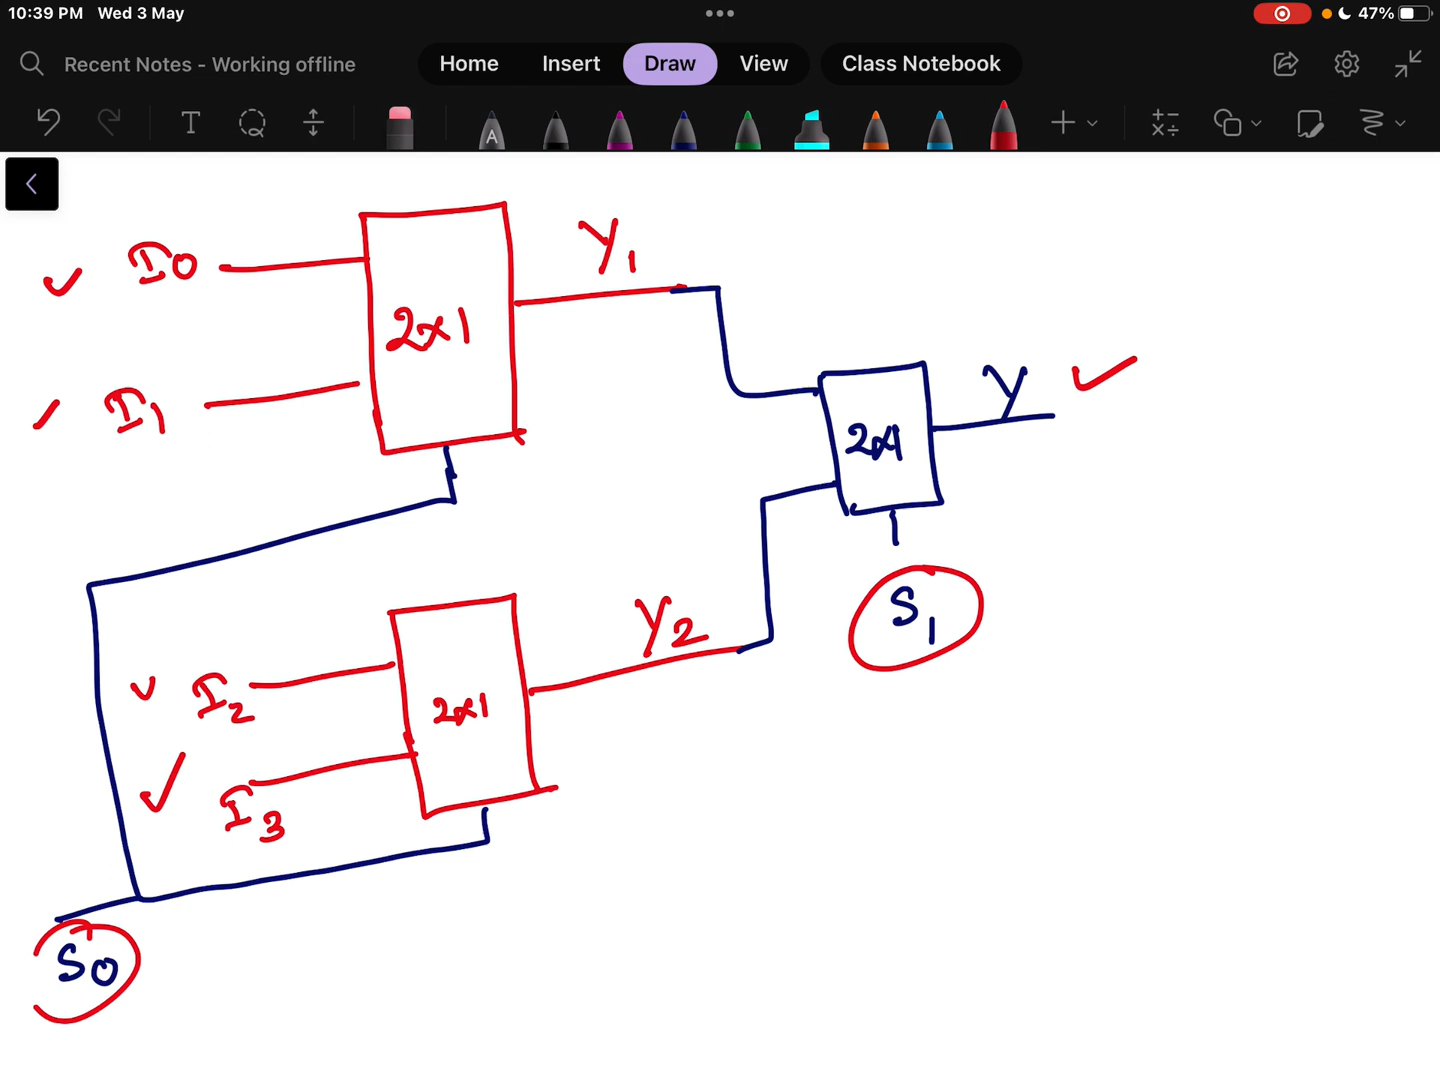 10:39 PM Wed 3 May
47%
Recent Notes - Working offline
Home Insert Draw View Class Notebook
T
A
I0
2x1
Y1
I1
2x1
Y
S1
I2
2x1
Y2
I3
S0